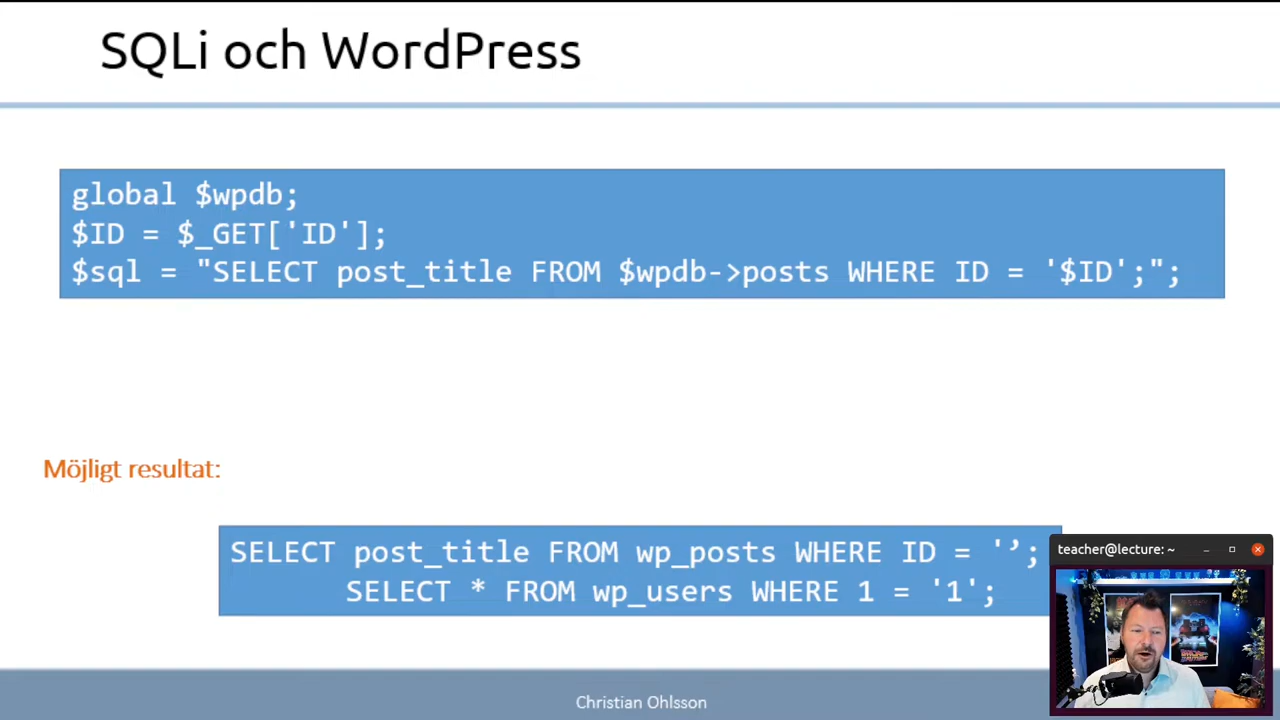 SQLi och WordPress
global $wpdb;
$ID = $_GET['ID'];
$sql = "SELECT post_title FROM $wpdb->posts WHERE ID = '$ID';";
Möjligt resultat:
SELECT post_title FROM wp_posts WHERE ID = '’;
SELECT * FROM wp_users WHERE 1 = '1';
teacher@lecture: ~
Christian Ohlsson